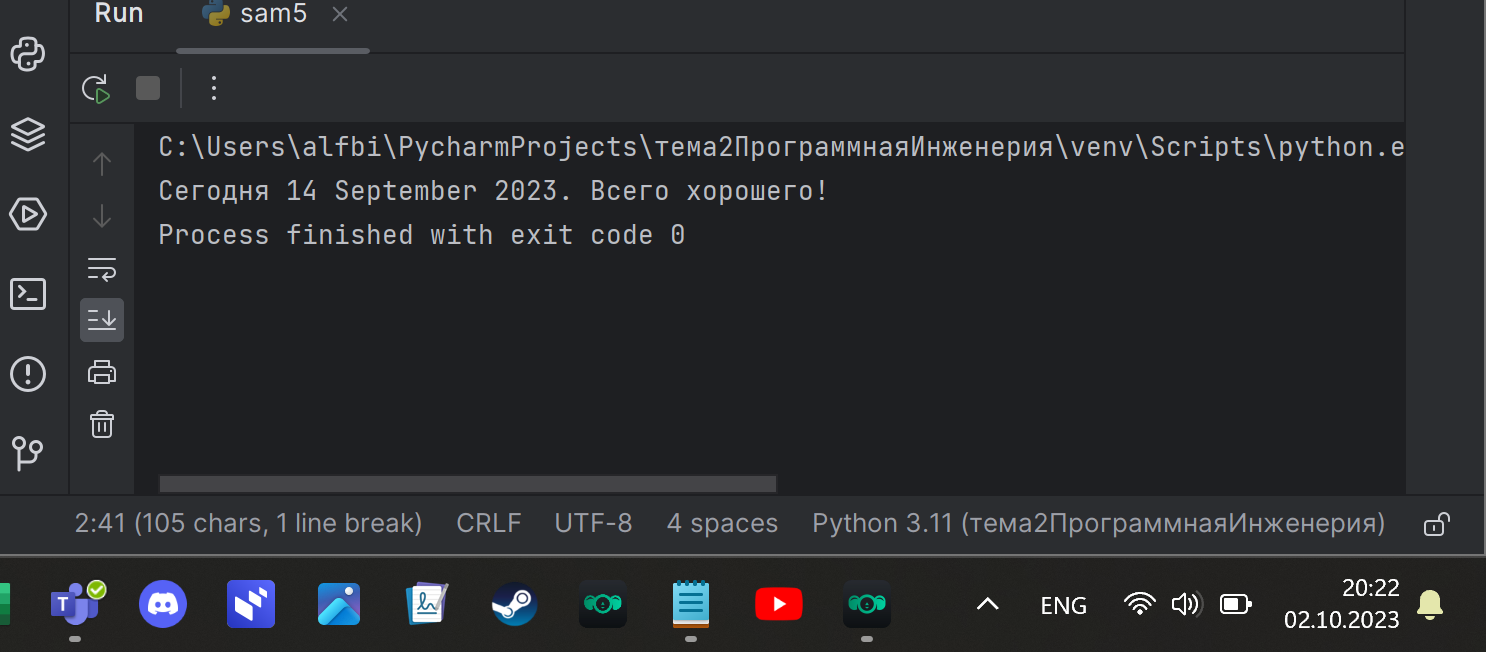 Run sam5
C:\Users\alfbi\PycharmProjects\тема2ПрограммнаяИнженерия\venv\Scripts\python.e
Сегодня 14 September 2023. Всего хорошего!
Process finished with exit code 0
2:41 (105 chars, 1 line break) CRLF UTF-8 4 spaces Python 3.11 (тема2ПрограммнаяИнженерия)
T
ENG
20:22
02.10.2023